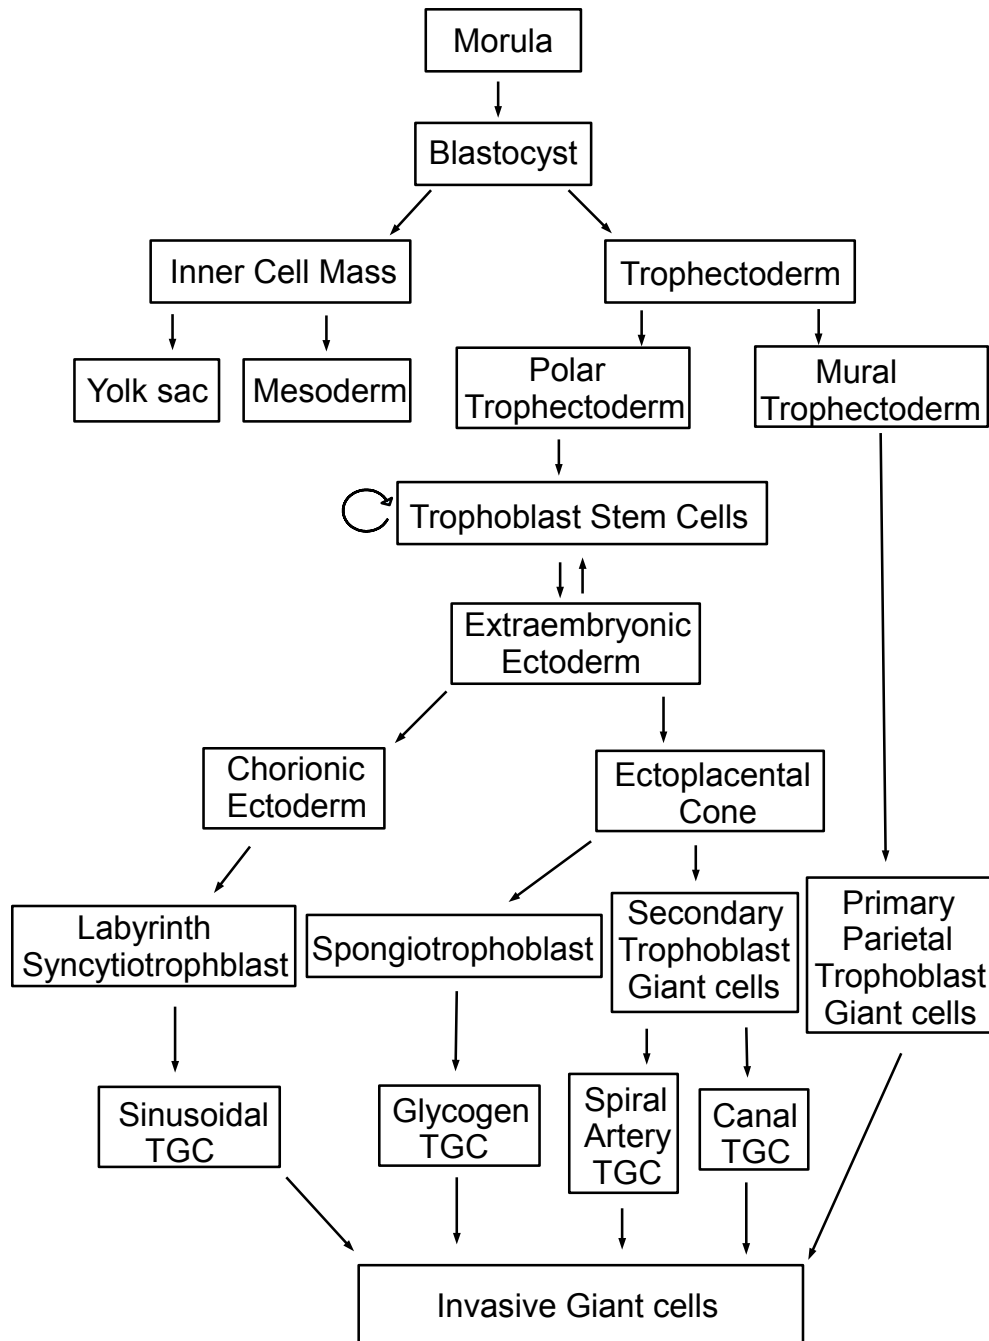 Morula
Blastocyst
Inner Cell Mass
Trophectoderm
Yolk sac
Mesoderm
Polar
Trophectoderm
Mural
Trophectoderm
Trophoblast Stem Cells
Extraembryonic
Ectoderm
Chorionic
Ectoderm
Ectoplacental
Cone
Labyrinth
Syncytiotrophblast
Spongiotrophoblast
Secondary
Trophoblast
Giant cells
Primary
Parietal
Trophoblast
Giant cells
Sinusoidal
TGC
Glycogen
TGC
Spiral
Artery
TGC
Canal
TGC
Invasive Giant cells